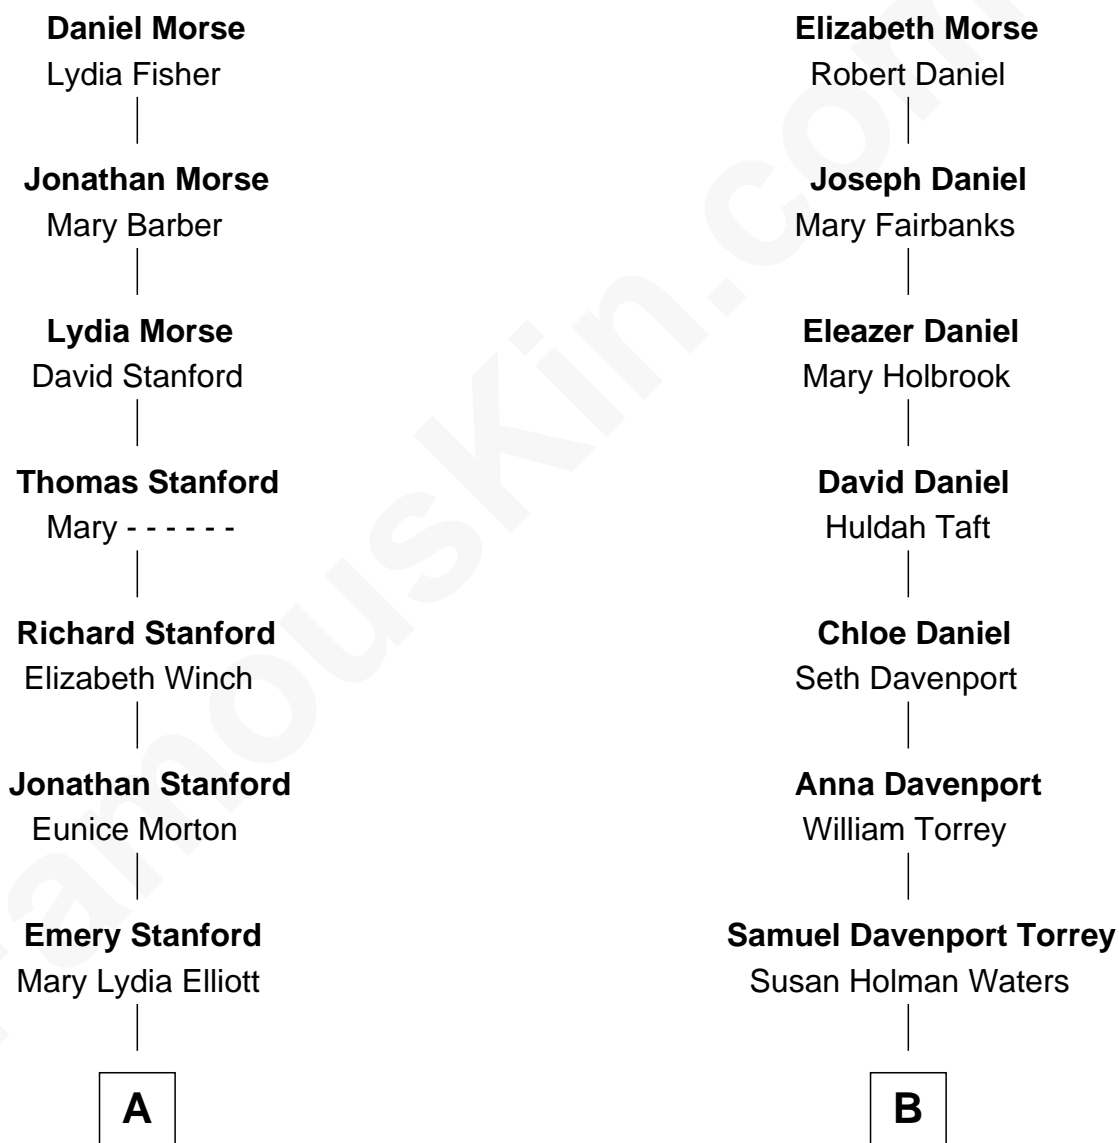 Daniel Morse
Lydia Fisher
Jonathan Morse
Mary Barber
Lydia Morse
David Stanford
Thomas Stanford
Mary - - - - - -
Richard Stanford
Elizabeth Winch
Jonathan Stanford
Eunice Morton
Emery Stanford
Mary Lydia Elliott
A
Elizabeth Morse
Robert Daniel
Joseph Daniel
Mary Fairbanks
Eleazer Daniel
Mary Holbrook
David Daniel
Huldah Taft
Chloe Daniel
Seth Davenport
Anna Davenport
William Torrey
Samuel Davenport Torrey
Susan Holman Waters
B
famouskin.com